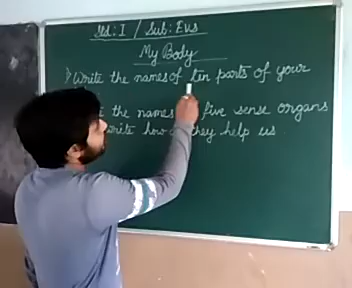 Std: I / Sub: Evs
My Body
Write the names of ten parts of your
the names five sense organs
write how they help us.